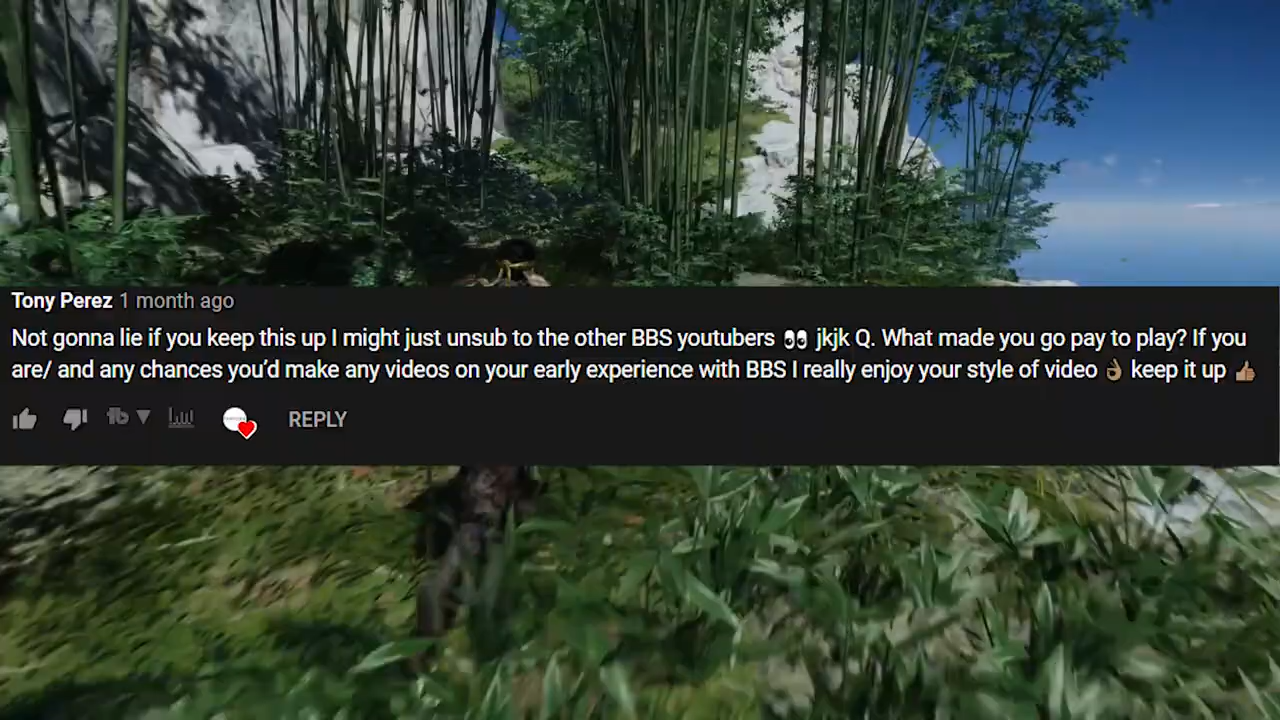 Tony Perez 1 month ago
Not gonna lie if you keep this up I might just unsub to the other BBS youtubers 👀 jkjk Q. What made you go pay to play? If you
are/ and any chances you’d make any videos on your early experience with BBS I really enjoy your style of video 👌🏽 keep it up 👍🏽
REPLY